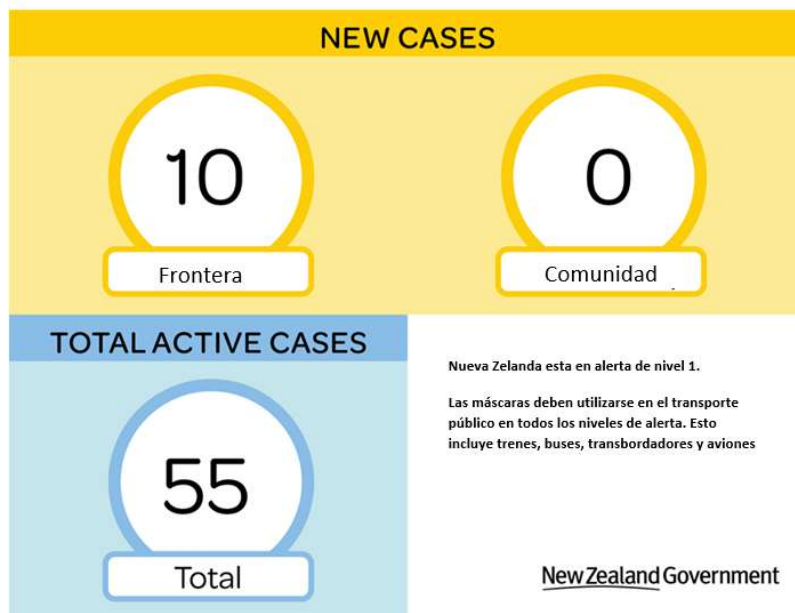 NEW CASES
10
Frontera
0
Comunidad
TOTAL ACTIVE CASES
55
Total
Nueva Zelanda esta en alerta de nivel 1.
Las máscaras deben utilizarse en el transporte
público en todos los niveles de alerta. Esto
incluye trenes, buses, transbordadores y aviones
New Zealand Government